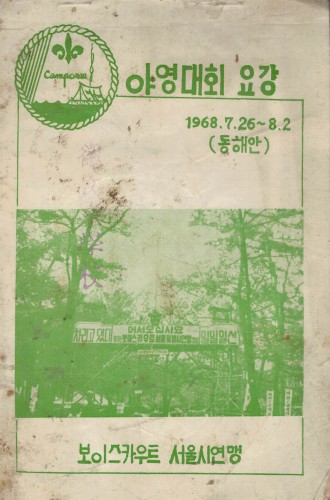 Camporee
야영대회 요강
1968.7.26~8.2
(동해안)
어서오십시요
보이스카우트 서울시연맹